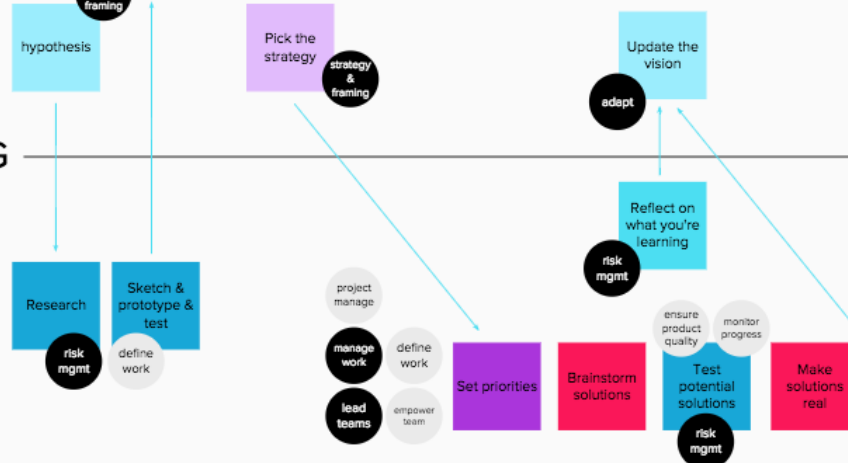 framing
hypothesis
Pick the
strategy
strategy
&
framing
Update the
vision
adapt
G
Reflect on
what you're
learning
risk
mgmt
Research
risk
mgmt
Sketch &
prototype &
test
define
work
project
manage
manage
work
define
work
lead
teams
empower
team
Set priorities
Brainstorm
solutions
ensure
product
quality
monitor
progress
Test
potential
solutions
risk
mgmt
Make
solutions
real